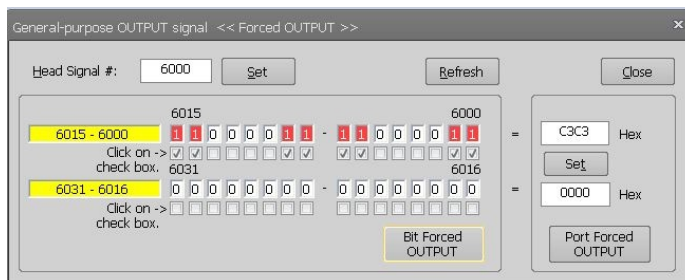 General-purpose OUTPUT signal << Forced OUTPUT >> ×
Head Signal #: 6000 Set Refresh Close
6015 6000
6015 - 6000 1 1 0 0 0 0 1 1 - 1 1 0 0 0 0 1 1 = C3C3 Hex
Click on -> check box.
Set
6031 6016
6031 - 6016 0 0 0 0 0 0 0 0 - 0 0 0 0 0 0 0 0 = 0000 Hex
Click on -> check box.
Bit Forced OUTPUT
Port Forced OUTPUT